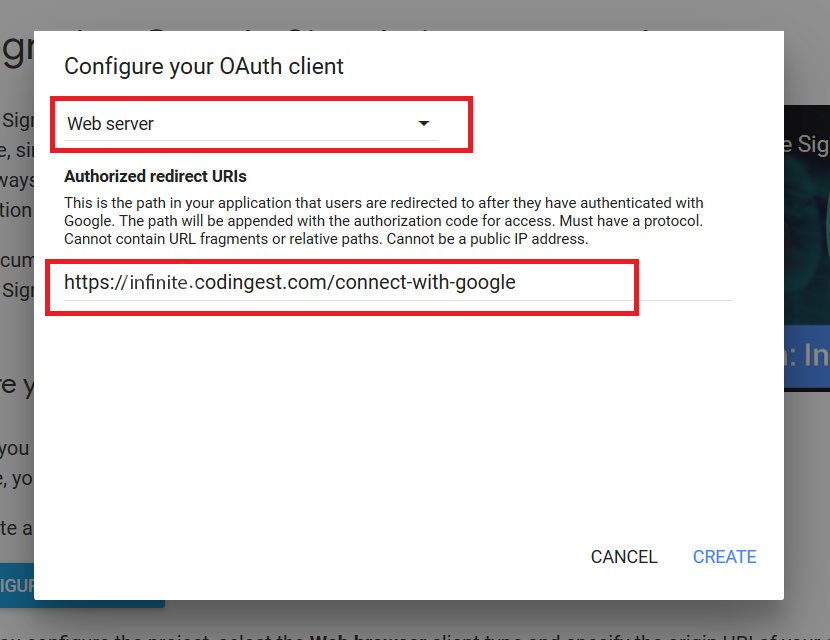 Configure your OAuth client
Web server
Authorized redirect URIs
This is the path in your application that users are redirected to after they have authenticated with
Google. The path will be appended with the authorization code for access. Must have a protocol.
Cannot contain URL fragments or relative paths. Cannot be a public IP address.
https://infinite.codingest.com/connect-with-google
CANCEL CREATE